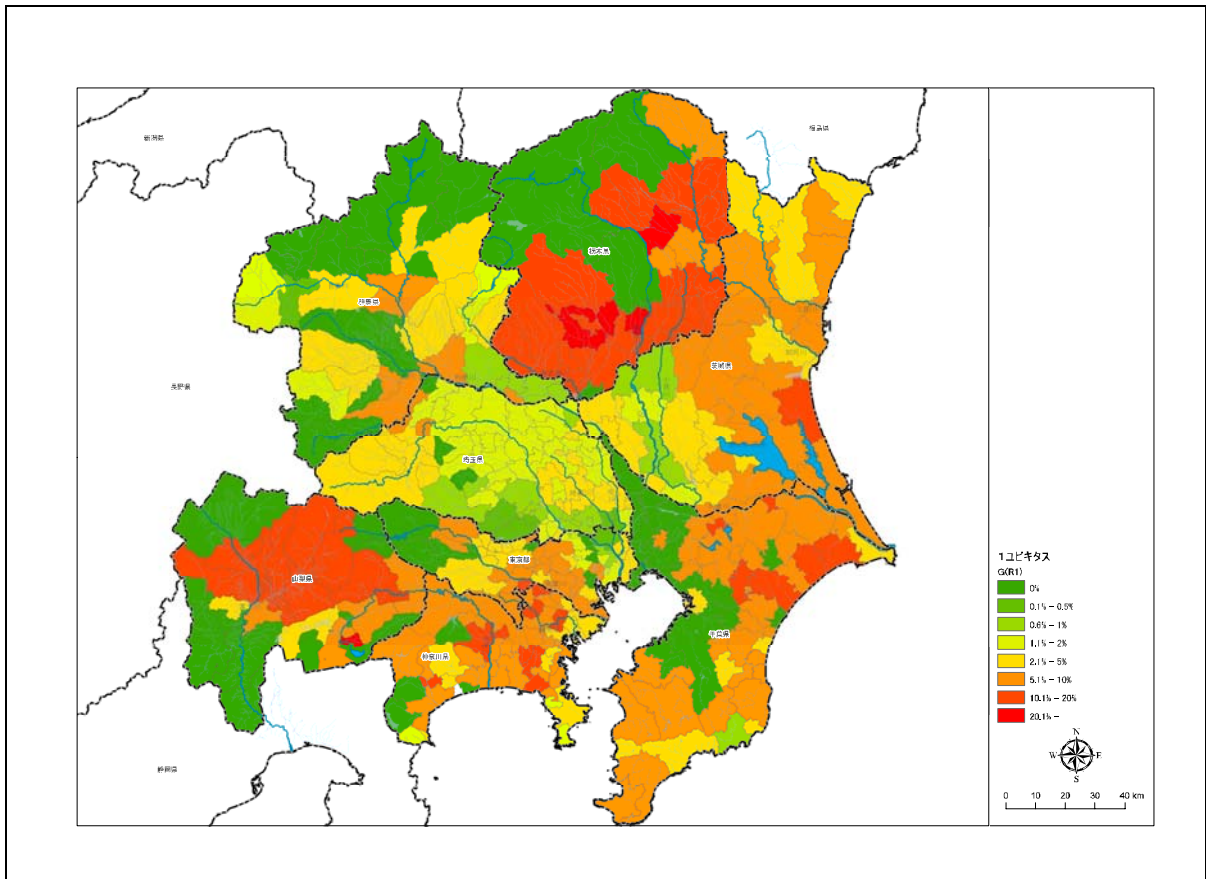 新潟県
福島県
栃木県
群馬県
茨城県
長野県
埼玉県
東京都
山梨県
千葉県
神奈川県
静岡県
1ユビキタス
G(R1)
0%
0.1% - 0.5%
0.6% - 1%
1.1% - 2%
2.1% - 5%
5.1% - 10%
10.1% - 20%
20.1% -
N
W E
S
0 10 20 30 40 km